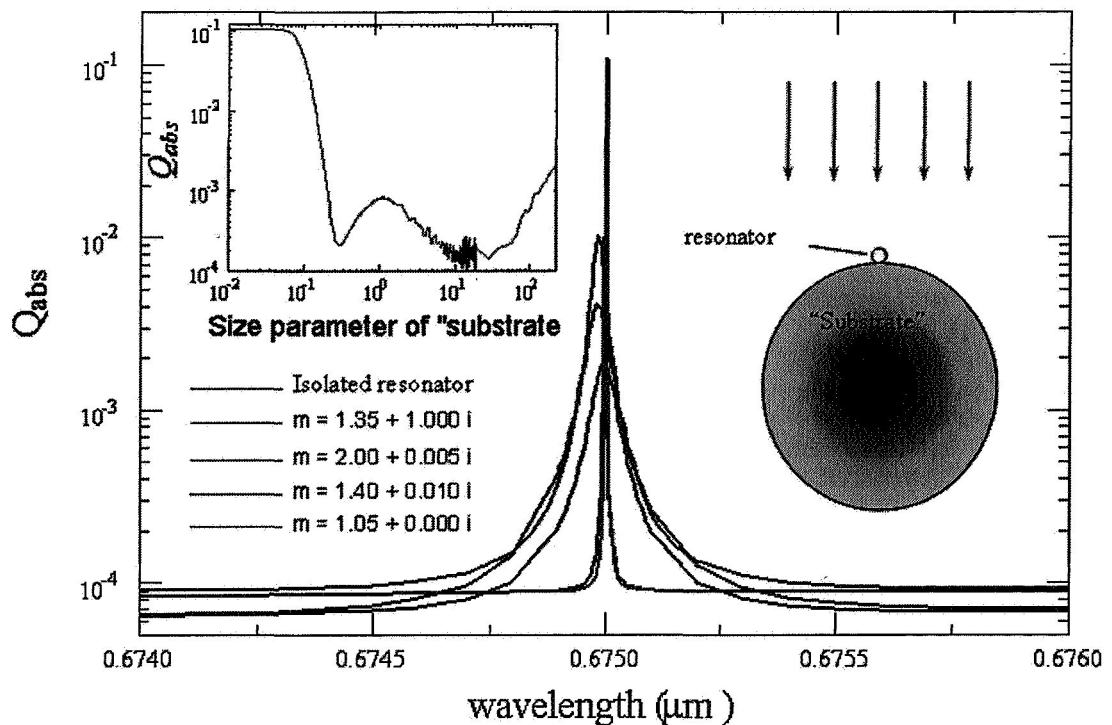 10^-1
10^-2
10^-3
10^-4
Q_abs
10^-2 10^-1 10^0 10^1 10^2
Size parameter of "substrate
10^-1
10^-2
10^-3
10^-4
Q_abs
Isolated resonator
m = 1.35 + 1.000 i
m = 2.00 + 0.005 i
m = 1.40 + 0.010 i
m = 1.05 + 0.000 i
resonator
"Substrate"
0.6740 0.6745 0.6750 0.6755 0.6760
wavelength (μm )